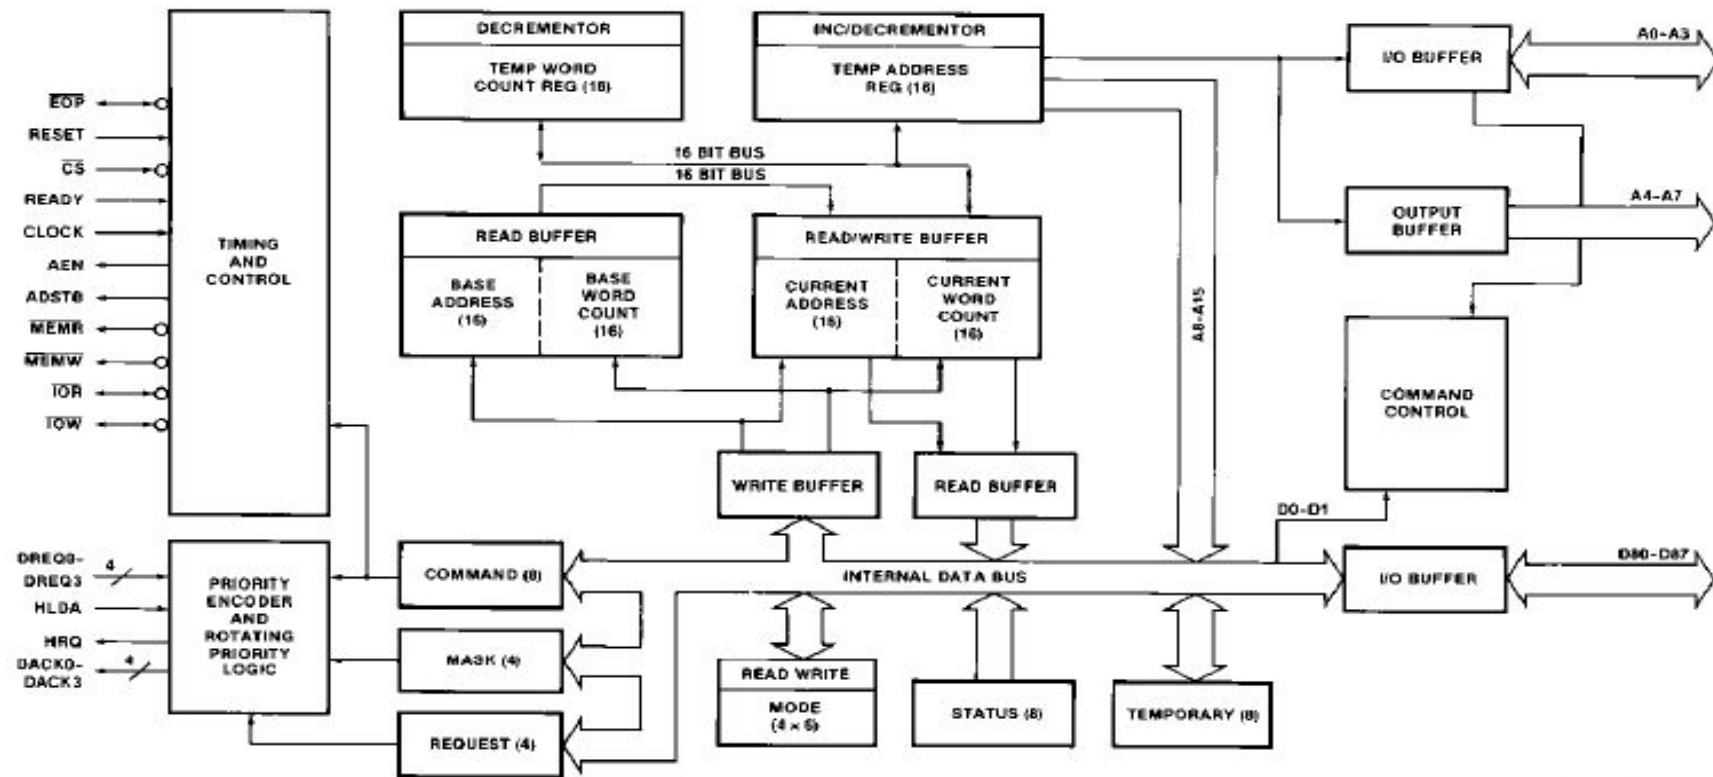 DECREMENTOR
TEMP WORD
COUNT REG (16)
INC/DECREMENTOR
TEMP ADDRESS
REG (16)
I/O BUFFER
A0-A3
EOP
RESET
CS
READY
CLOCK
AEN
ADSTB
MEMR
MEMW
IOR
IOW
TIMING
AND
CONTROL
16 BIT BUS
16 BIT BUS
READ BUFFER
BASE
ADDRESS
(16)
BASE
WORD
COUNT
(16)
READ/WRITE BUFFER
CURRENT
ADDRESS
(16)
CURRENT
WORD
COUNT
(16)
A8-A15
OUTPUT
BUFFER
A4-A7
COMMAND
CONTROL
WRITE BUFFER
READ BUFFER
D0-D1
DREQ0-
DREQ3
4
HLDA
HRQ
DACK0-
DACK3
4
PRIORITY
ENCODER
AND
ROTATING
PRIORITY
LOGIC
COMMAND (8)
MASK (4)
REQUEST (4)
INTERNAL DATA BUS
I/O BUFFER
DB0-DB7
READ WRITE
MODE
(4 × 6)
STATUS (8)
TEMPORARY (8)